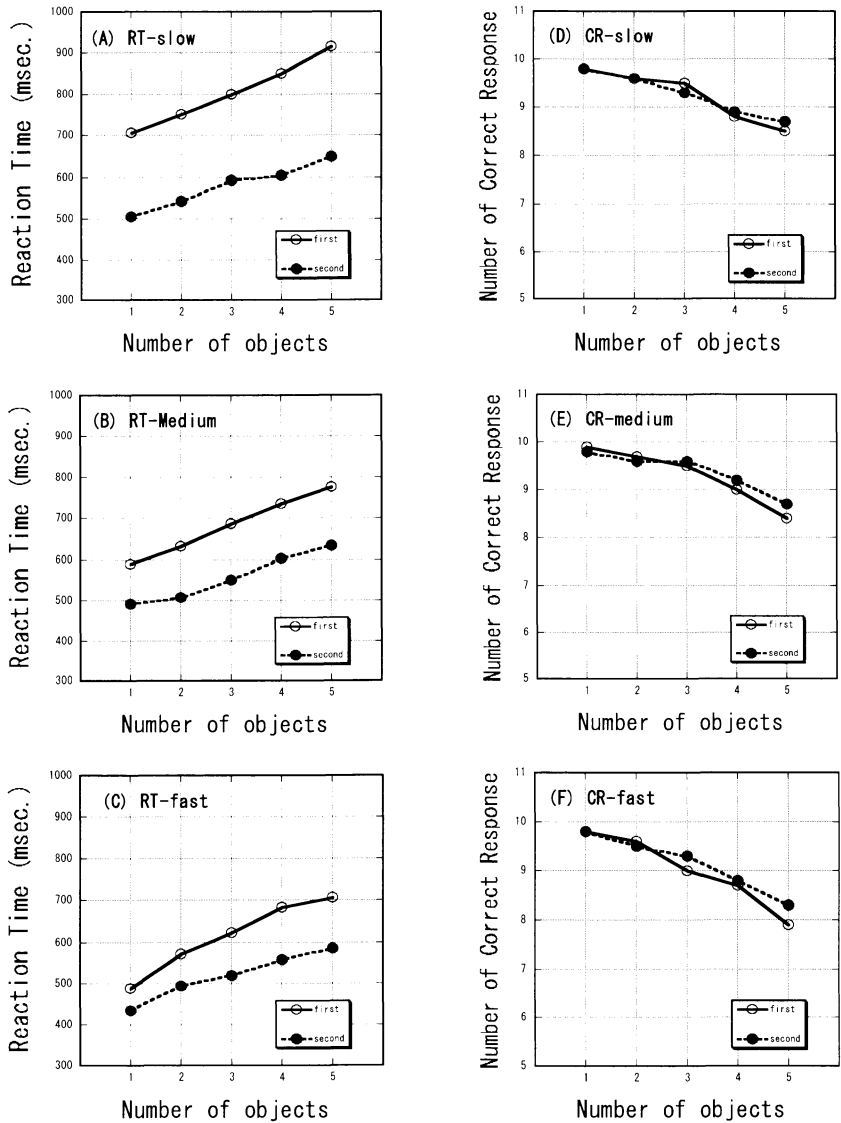 (A) RT-slow
Reaction Time (msec.)
1000
900
800
700
600
500
400
300
1 2 3 4 5
Number of objects
first
second
(D) CR-slow
Number of Correct Response
11
10
9
8
7
6
5
1 2 3 4 5
Number of objects
first
second
(B) RT-Medium
Reaction Time (msec.)
1000
900
800
700
600
500
400
300
1 2 3 4 5
Number of objects
first
second
(E) CR-medium
Number of Correct Response
11
10
9
8
7
6
5
1 2 3 4 5
Number of objects
first
second
(C) RT-fast
Reaction Time (msec.)
1000
900
800
700
600
500
400
300
1 2 3 4 5
Number of objects
first
second
(F) CR-fast
Number of Correct Response
11
10
9
8
7
6
5
1 2 3 4 5
Number of objects
first
second